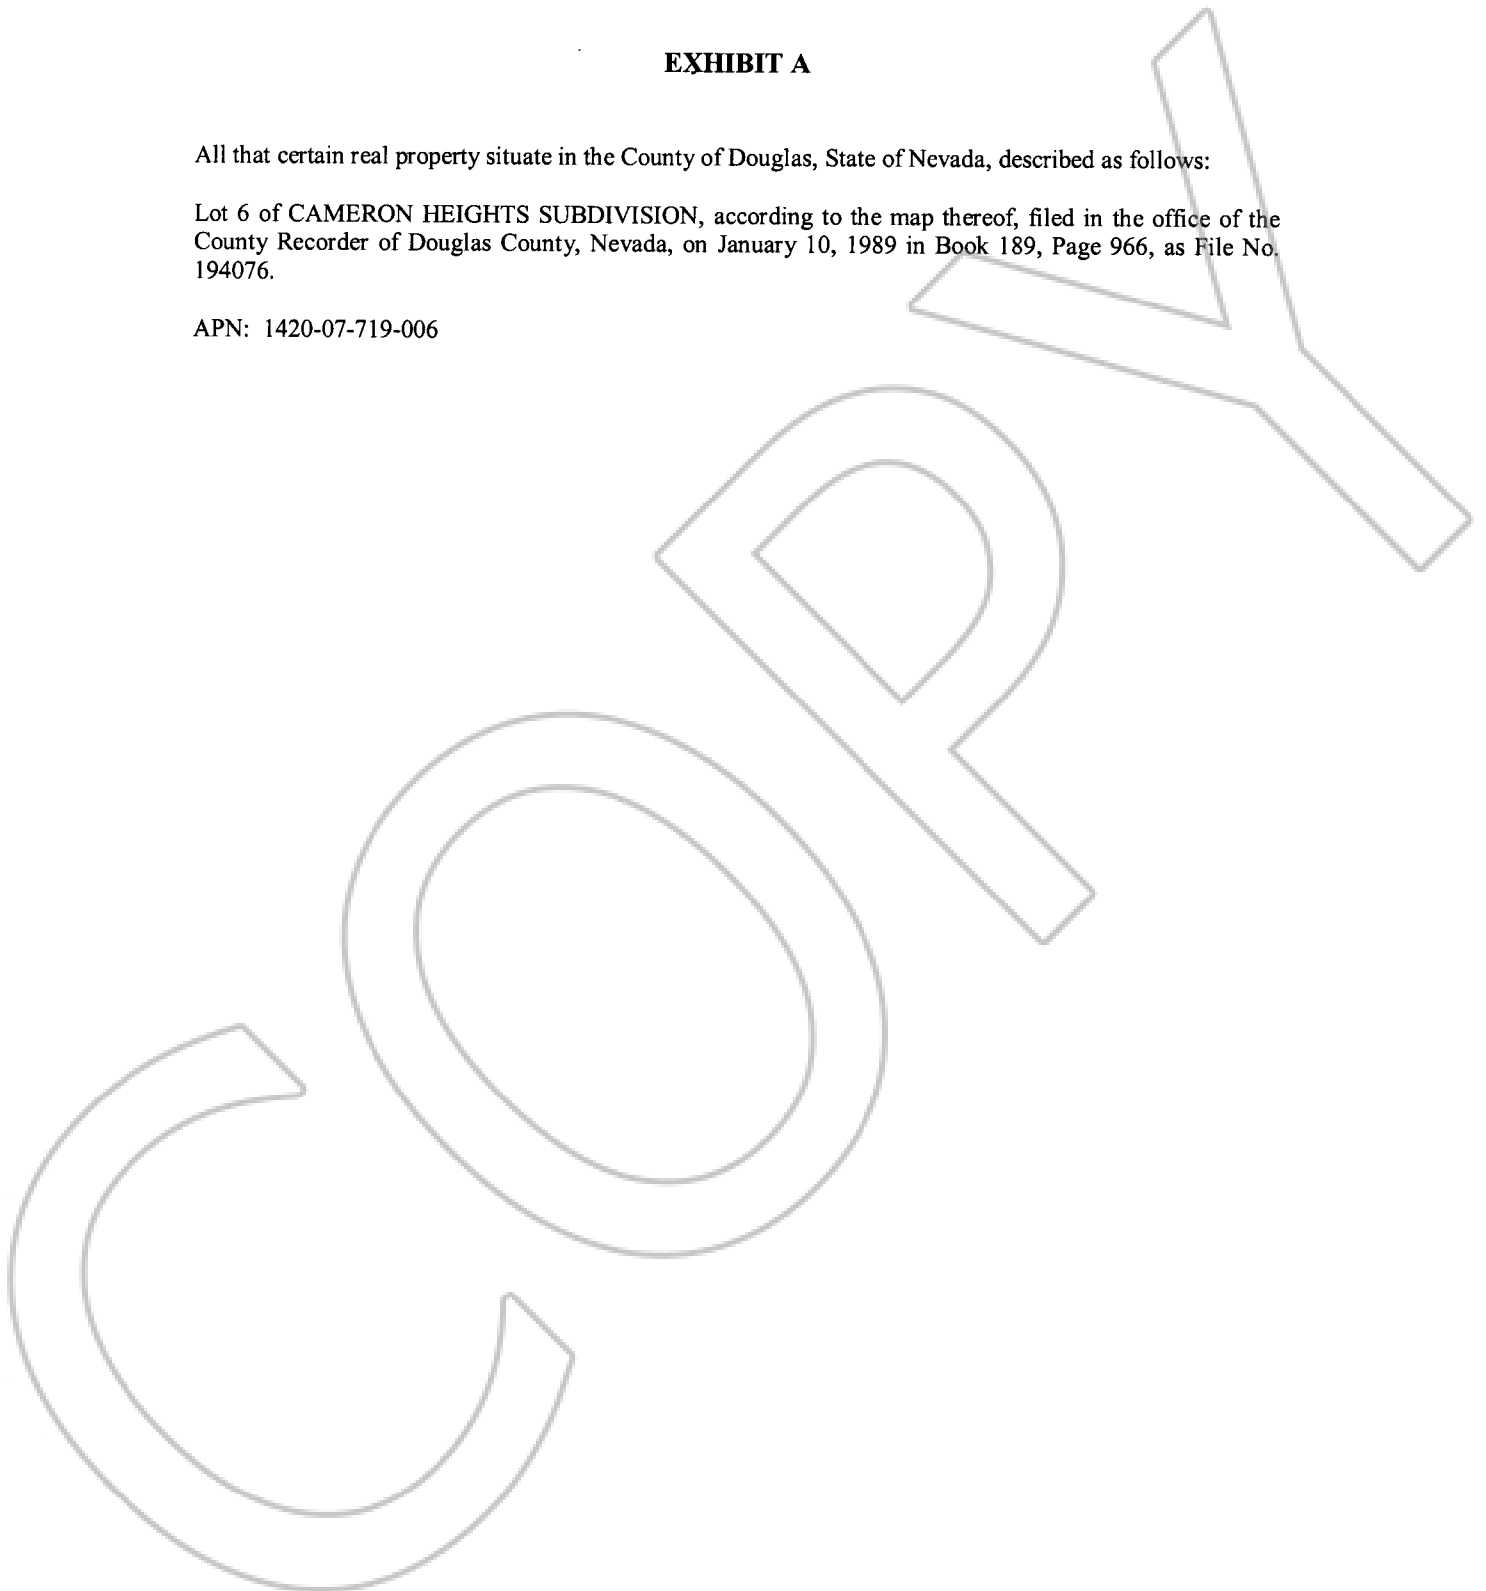 EXHIBIT A
All that certain real property situate in the County of Douglas, State of Nevada, described as follows:
Lot 6 of CAMERON HEIGHTS SUBDIVISION, according to the map thereof, filed in the office of the
County Recorder of Douglas County, Nevada, on January 10, 1989 in Book 189, Page 966, as File No.
194076.
APN: 1420-07-719-006
COPY